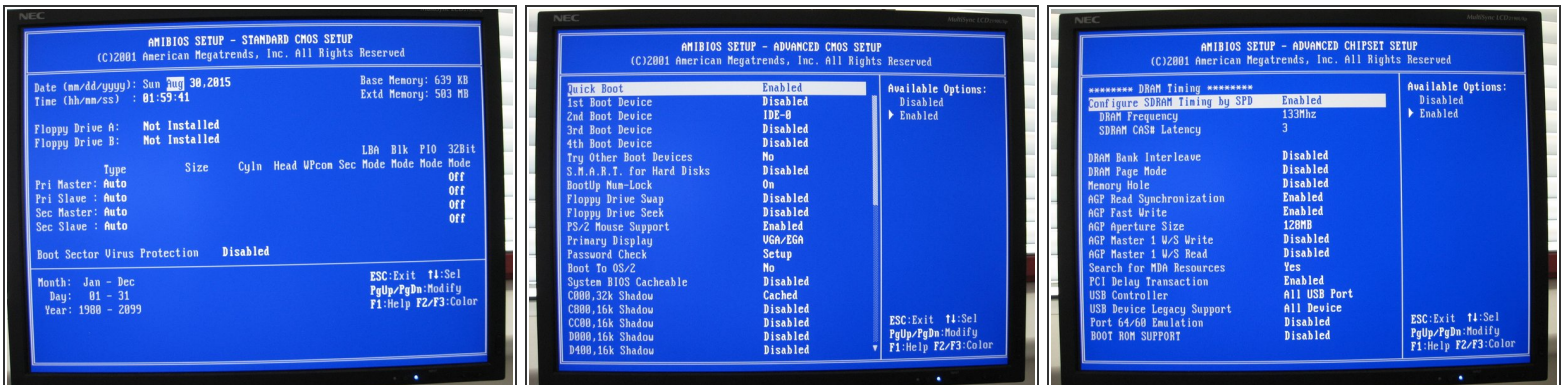 NEC
AMIBIOS SETUP - STANDARD CMOS SETUP
(C)2001 American Megatrends, Inc. All Rights Reserved
Date (mm/dd/yyyy): Sun Aug 30,2015 Base Memory: 639 KB
Time (hh/mm/ss) : 01:59:41 Extd Memory: 503 MB
Floppy Drive A: Not Installed
Floppy Drive B: Not Installed
LBA Blk PIO 32Bit
Type Size Cyln Head WPcom Sec Mode Mode Mode Mode
Pri Master: Auto Off
Pri Slave : Auto Off
Sec Master: Auto Off
Sec Slave : Auto Off
Boot Sector Virus Protection Disabled
Month: Jan - Dec
Day: 01 - 31
Year: 1980 - 2099
ESC:Exit ↑↓:Sel
PgUp/PgDn:Modify
F1:Help F2/F3:Color
NEC MultiSync
AMIBIOS SETUP - ADVANCED CMOS SETUP
(C)2001 American Megatrends, Inc. All Rights Reserved
Quick Boot Enabled
1st Boot Device Disabled
2nd Boot Device IDE-0
3rd Boot Device Disabled
4th Boot Device Disabled
Try Other Boot Devices No
S.M.A.R.T. for Hard Disks Disabled
BootUp Num-Lock On
Floppy Drive Swap Disabled
Floppy Drive Seek Disabled
PS/2 Mouse Support Enabled
Primary Display VGA/EGA
Password Check Setup
Boot To OS/2 No
System BIOS Cacheable Disabled
C000,32k Shadow Cached
C800,16k Shadow Disabled
CC00,16k Shadow Disabled
D000,16k Shadow Disabled
D400,16k Shadow Disabled
Available Options:
Disabled
Enabled
ESC:Exit ↑↓:Sel
PgUp/PgDn:Modify
F1:Help F2/F3:Color
NEC MultiSync
AMIBIOS SETUP - ADVANCED CHIPSET SETUP
(C)2001 American Megatrends, Inc. All Rights Reserved
******** DRAM Timing ********
Configure SDRAM Timing by SPD Enabled
DRAM Frequency 133Mhz
SDRAM CAS# Latency 3
DRAM Bank Interleave Disabled
DRAM Page Mode Disabled
Memory Hole Disabled
AGP Read Synchronization Enabled
AGP Fast Write Enabled
AGP Aperture Size 128MB
AGP Master 1 W/S Write Disabled
AGP Master 1 W/S Read Disabled
Search for MDA Resources Yes
PCI Delay Transaction Enabled
USB Controller All USB Port
USB Device Legacy Support All Device
Port 64/60 Emulation Disabled
BOOT ROM SUPPORT Disabled
Available Options:
Disabled
Enabled
ESC:Exit ↑↓:Sel
PgUp/PgDn:Modify
F1:Help F2/F3:Color